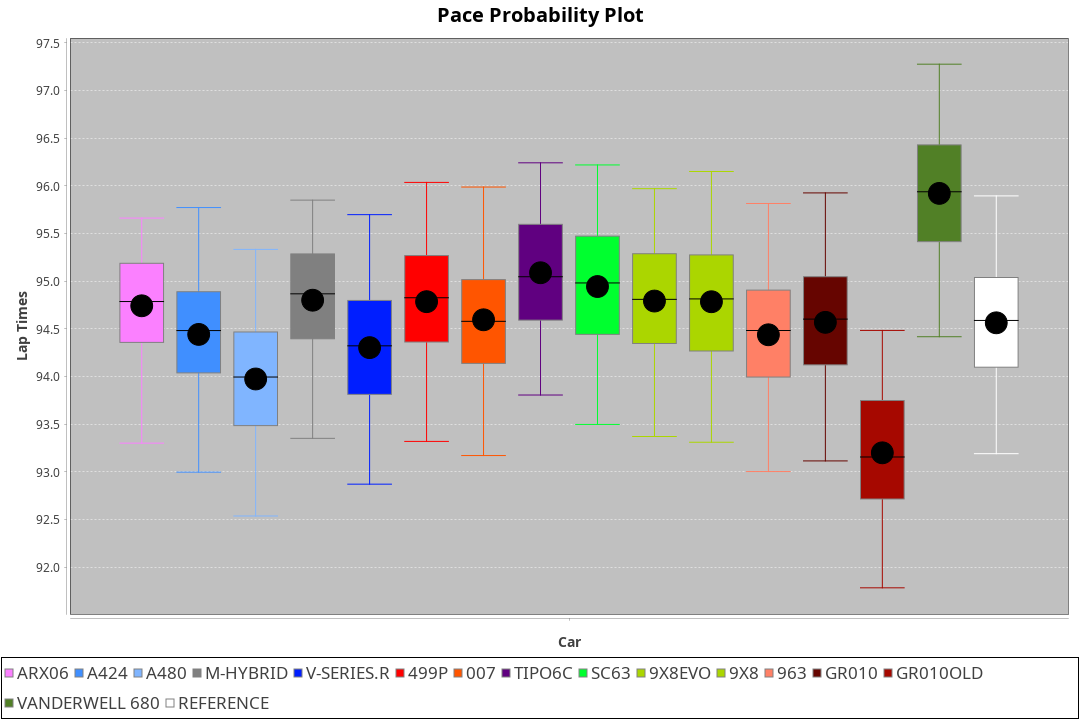 Pace Probability Plot
97.5
97.0
96.5
96.0
95.5
95.0
94.5
94.0
93.5
93.0
92.5
92.0
Lap Times
Car
ARX06 A424 A480 M-HYBRID V-SERIES.R 499P 007 TIPO6C SC63 9X8EVO 9X8 963 GR010 GR010OLD
VANDERWELL 680 REFERENCE